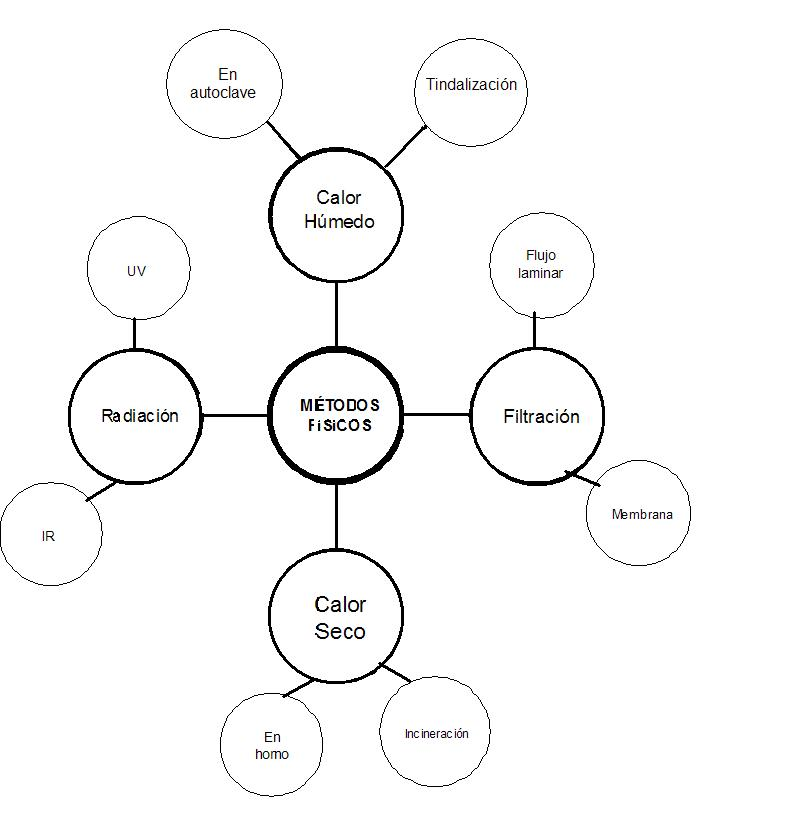 En
autoclave
Tindalización
Calor
Húmedo
UV
Flujo
laminar
Radiación
MÉTODOS
FíSiCOS
Filtración
IR
Membrana
Calor
Seco
En
horno
Incineración